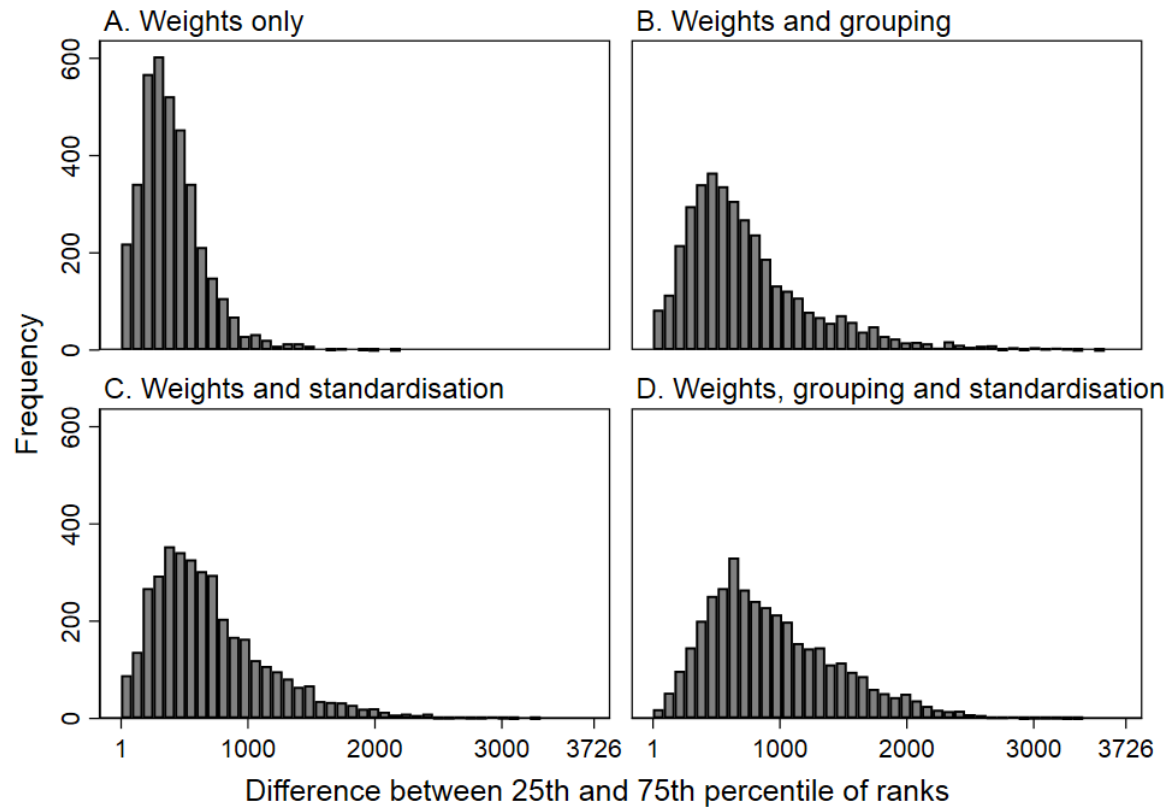 A. Weights only
B. Weights and grouping
600
400
200
0
C. Weights and standardisation
D. Weights, grouping and standardisation
Frequency
600
400
200
0
1 1000 2000 3000 3726
1 1000 2000 3000 3726
Difference between 25th and 75th percentile of ranks